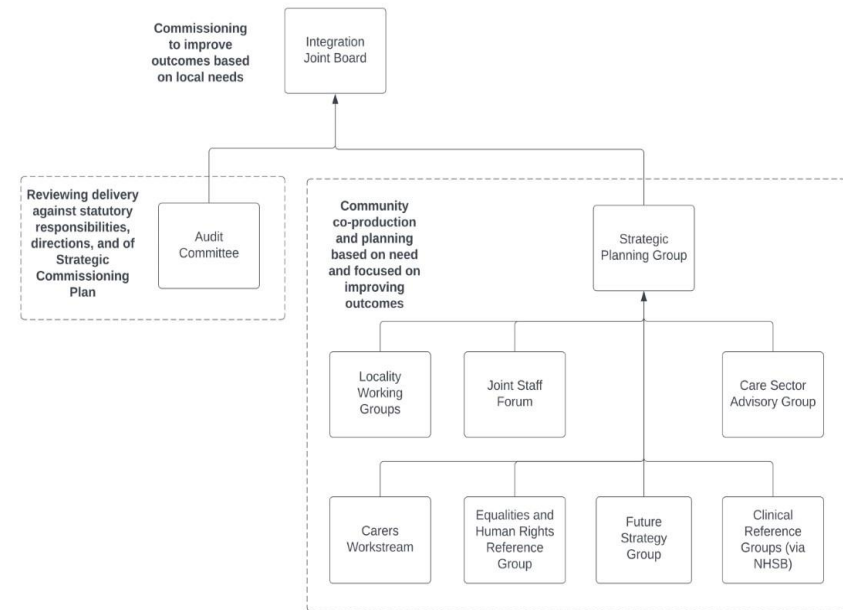 Commissioning
to improve
outcomes based
on local needs
Integration
Joint Board
Reviewing delivery
against statutory
responsibilities,
directions, and of
Strategic
Commissioning
Plan
Audit
Committee
Community
co-production
and planning
based on need
and focused on
improving
outcomes
Strategic
Planning Group
Locality
Working
Groups
Joint Staff
Forum
Care Sector
Advisory Group
Carers
Workstream
Equalities and
Human Rights
Reference
Group
Future
Strategy
Group
Clinical
Reference
Groups (via
NHSB)